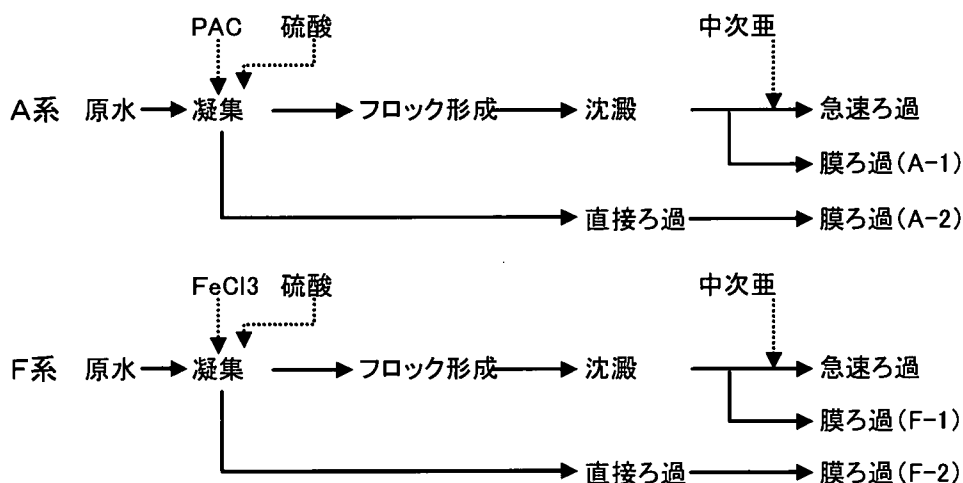 PAC 硫酸 中次亜
A系 原水 凝集 フロック形成 沈澱 急速ろ過
膜ろ過(A-1)
直接ろ過 膜ろ過(A-2)
FeCl3 硫酸 中次亜
F系 原水 凝集 フロック形成 沈澱 急速ろ過
膜ろ過(F-1)
直接ろ過 膜ろ過(F-2)